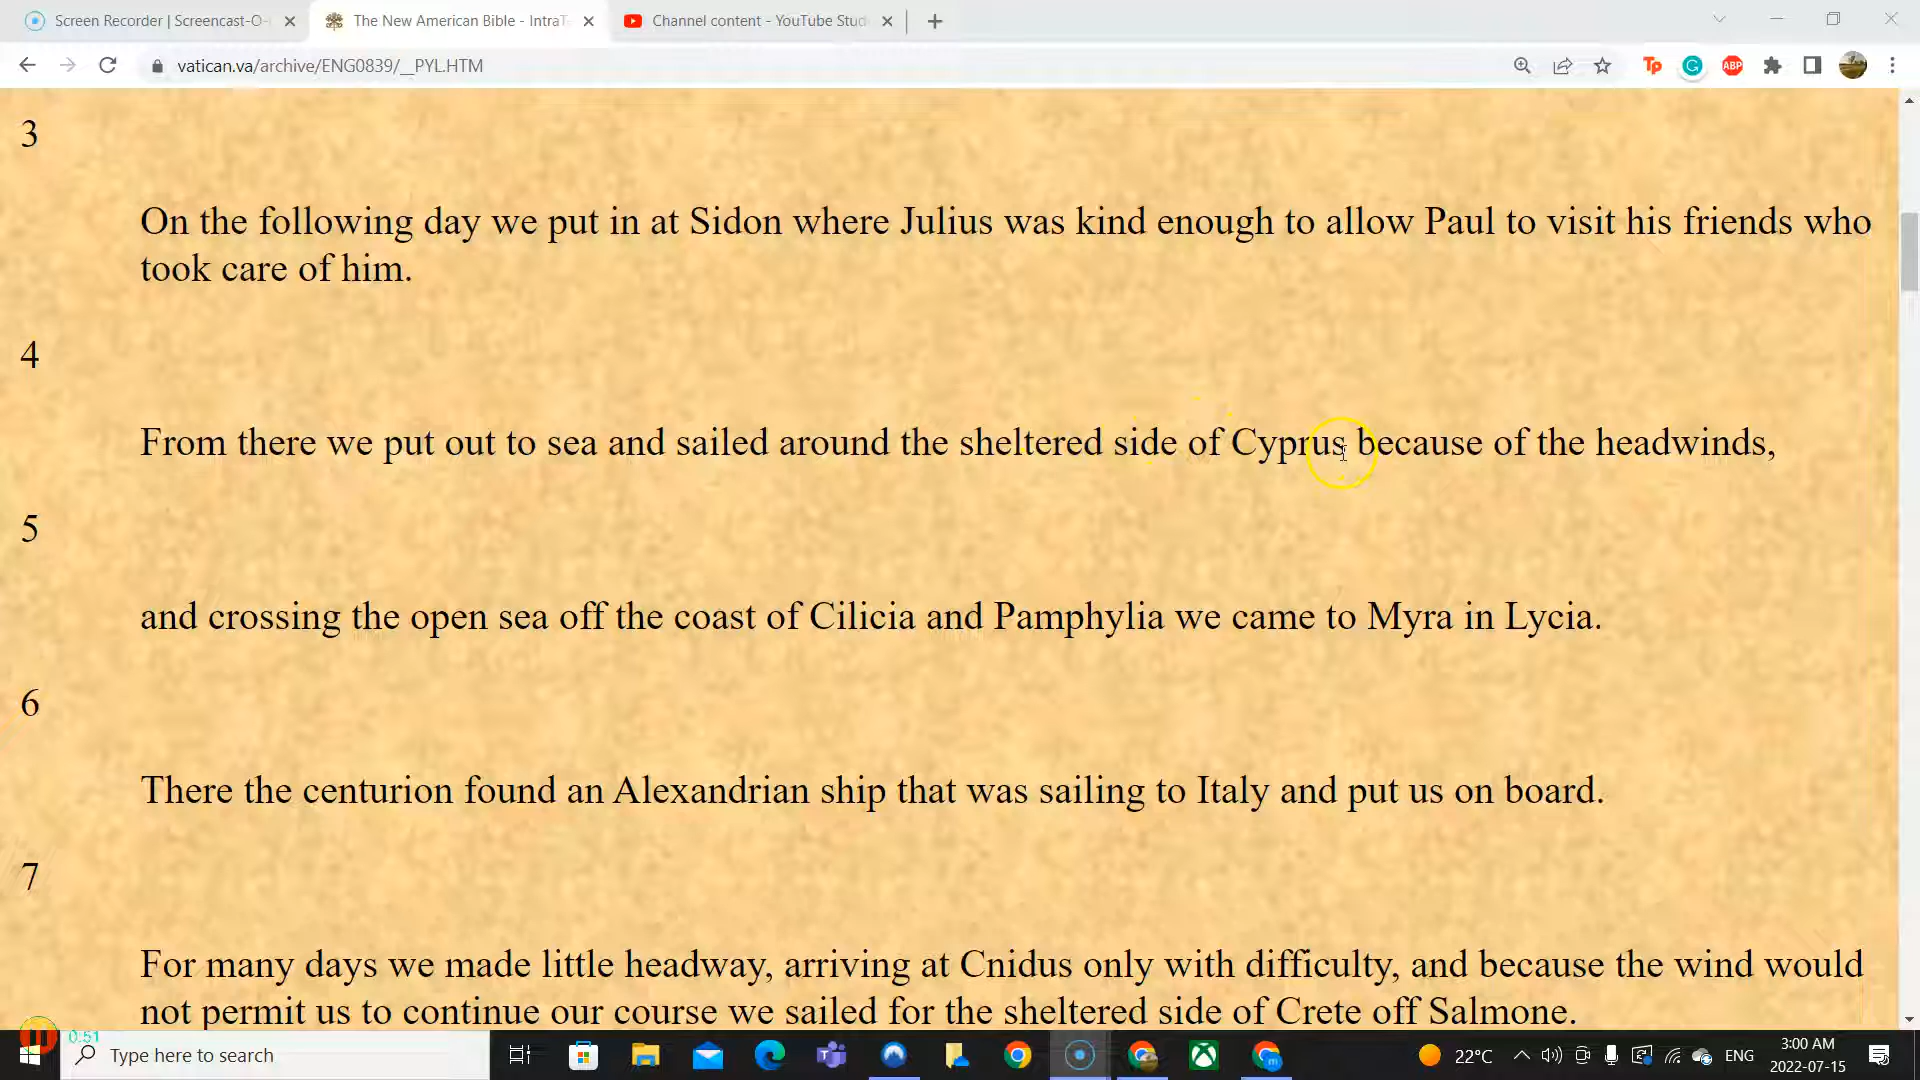 Screen Recorder | Screencast-O-
The New American Bible - IntraT
Channel content - YouTube Stud
vatican.va/archive/ENG0839/__PYL.HTM
Tp
ABP
3
On the following day we put in at Sidon where Julius was kind enough to allow Paul to visit his friends who
took care of him.
4
From there we put out to sea and sailed around the sheltered side of Cyprus because of the headwinds,
5
and crossing the open sea off the coast of Cilicia and Pamphylia we came to Myra in Lycia.
6
There the centurion found an Alexandrian ship that was sailing to Italy and put us on board.
7
For many days we made little headway, arriving at Cnidus only with difficulty, and because the wind would
not permit us to continue our course we sailed for the sheltered side of Crete off Salmone.
0:51
Type here to search
22°C
ENG
3:00 AM
2022-07-15